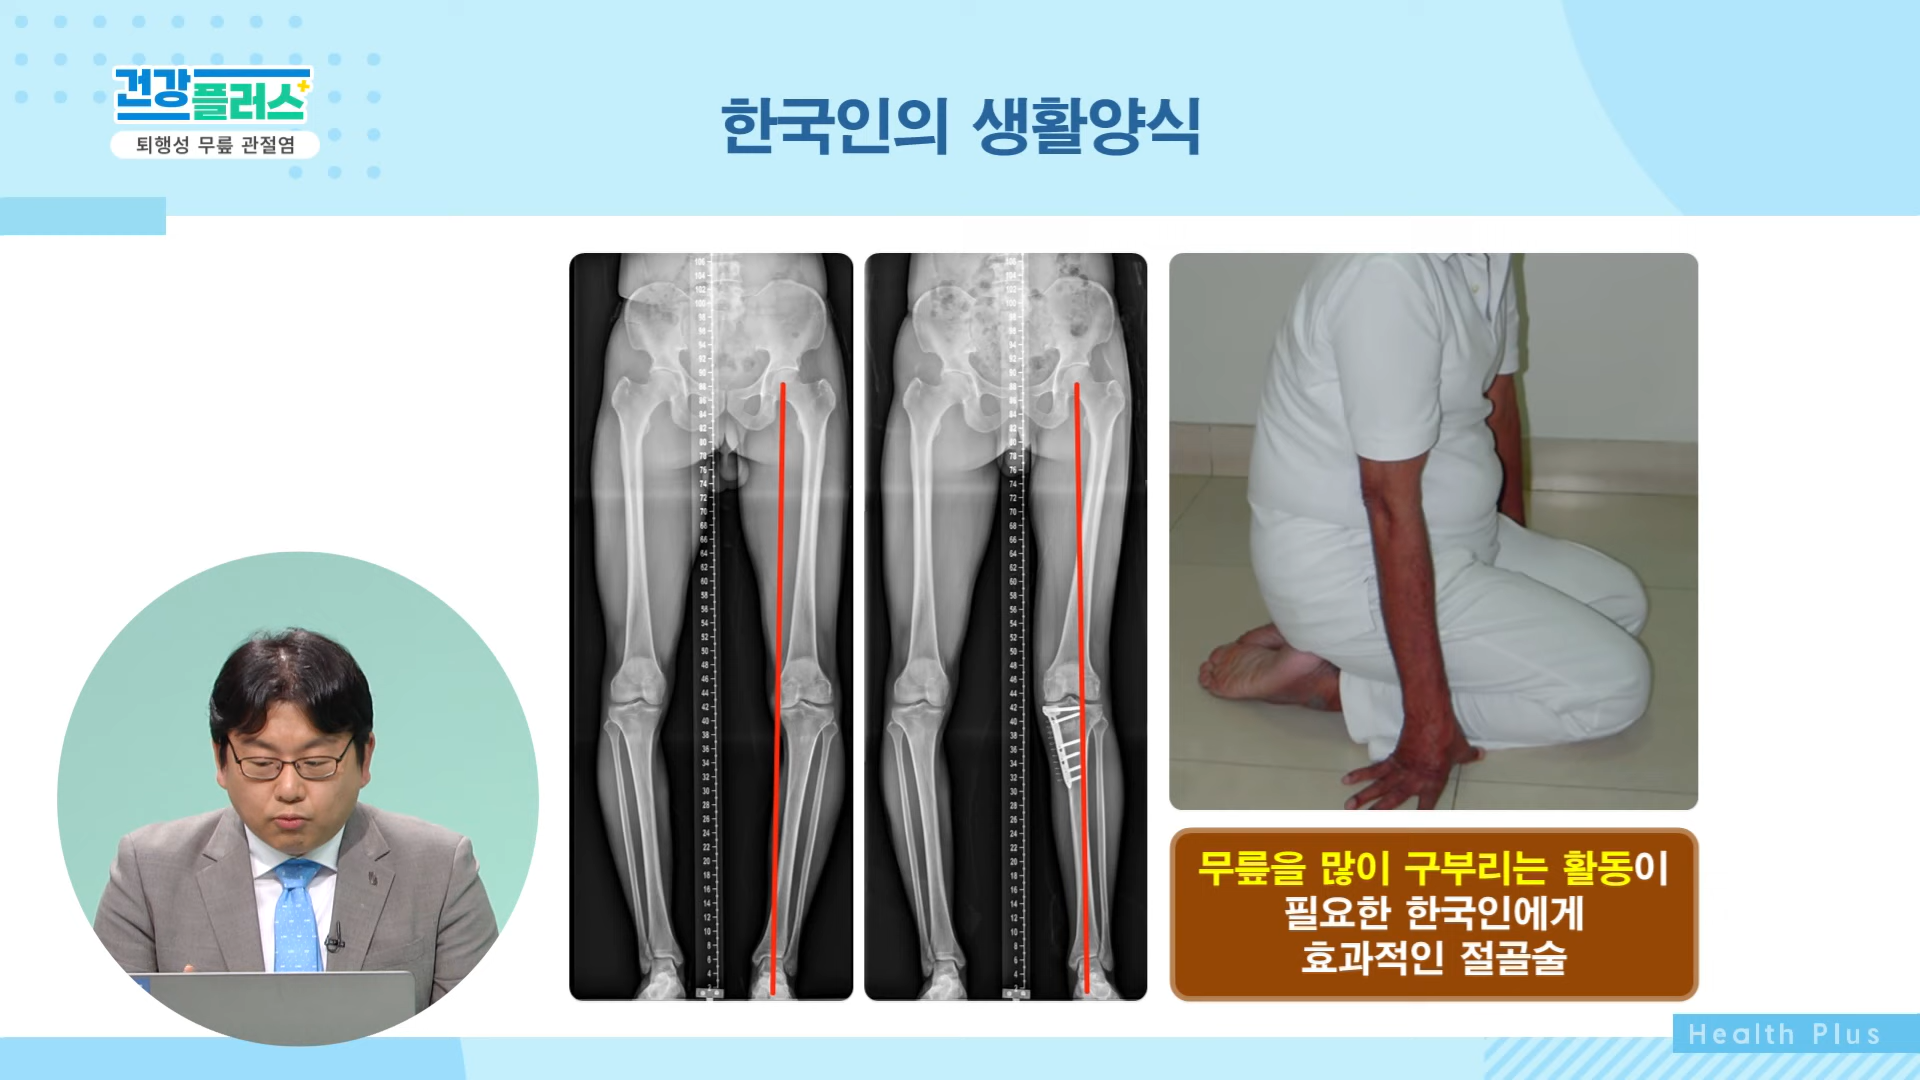 건강플러스+
퇴행성 무릎 관절염
한국인의 생활양식
무릎을 많이 구부리는 활동이
필요한 한국인에게
효과적인 절골술
Health Plus